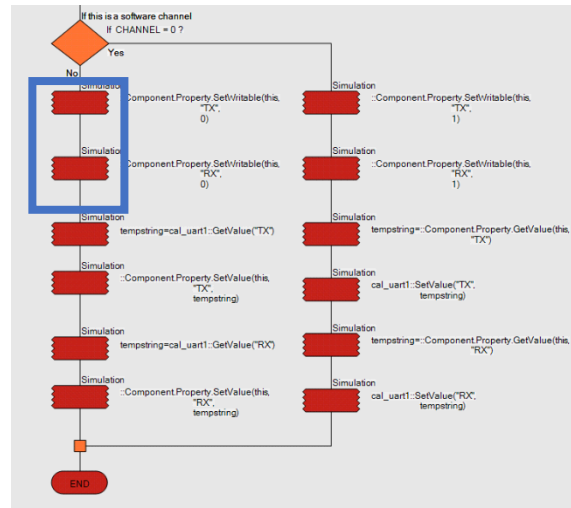 If this is a software channel
If CHANNEL = 0 ?
Yes
No
Simulation
::Component.Property.SetWritable(this,
"TX",
0)
Simulation
::Component.Property.SetWritable(this,
"TX",
1)
Simulation
::Component.Property.SetWritable(this,
"RX",
0)
Simulation
::Component.Property.SetWritable(this,
"RX",
1)
Simulation
tempstring=cal_uart1::GetValue("TX")
Simulation
tempstring=::Component.Property.GetValue(this,
"TX")
Simulation
::Component.Property.SetValue(this,
"TX",
tempstring)
Simulation
cal_uart1::SetValue("TX",
tempstring)
Simulation
tempstring=cal_uart1::GetValue("RX")
Simulation
tempstring=::Component.Property.GetValue(this,
"RX")
Simulation
::Component.Property.SetValue(this,
"RX",
tempstring)
Simulation
cal_uart1::SetValue("RX",
tempstring)
END